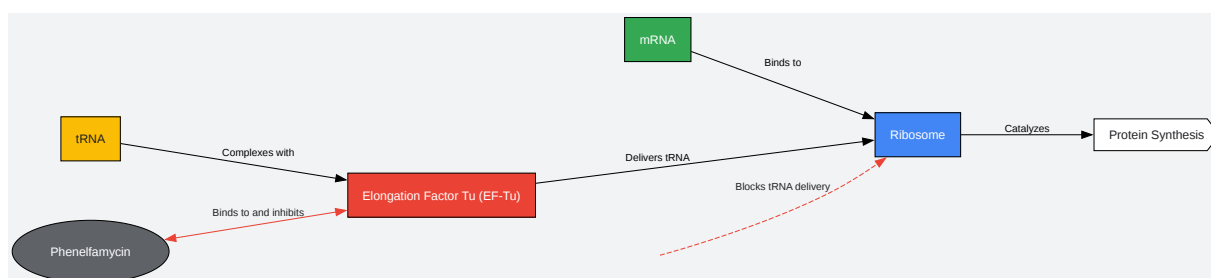 mRNA
Binds to
tRNA
Complexes with
Delivers tRNA
Ribosome
Catalyzes
Protein Synthesis
Elongation Factor Tu (EF-Tu)
Blocks tRNA delivery
Binds to and inhibits
Phenelfamycin